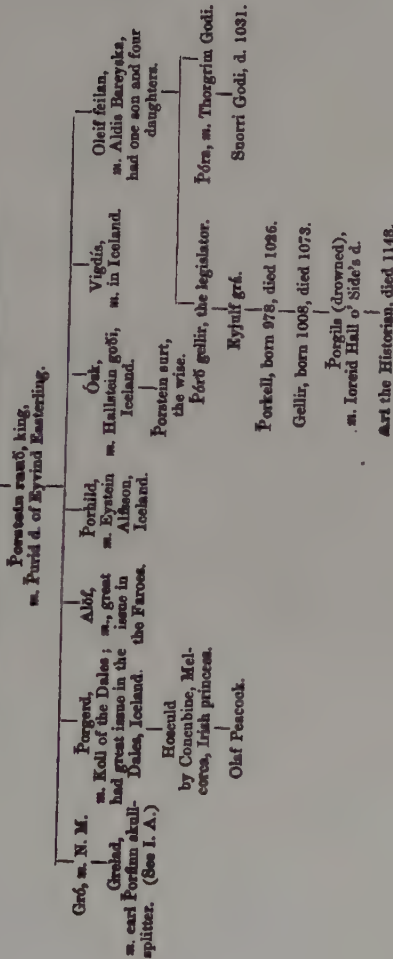 Þorstein rauð, king,
m. Þurid d. of Eyvind Easterling.
Gró, m. N. M.
Grelad,
m. earl Þorfinn skull-
splitter. (See I. A.)
Þorgerd,
m. Koll of the Dales;
had great issue in the
Dales, Iceland.
Hosculd
by Concubine, Mel-
corca, Irish princess.
Olaf Peacock.
Alöf,
m., great
issue in
the Faroes.
Þorhild,
m. Eystein
Alfsson,
Iceland.
Ósk,
m. Hallstein goði,
Iceland.
Þorstein surt,
the wise.
Vigdis,
m. in Iceland.
Oleif feilan,
m. Aldis Bareyska,
had one son and four
daughters.
Þórð gellir, the legislator.
Eyjulf grá.
Þorkell, born 978, died 1026.
Gellir, born 1008, died 1073.
Þorgils (drowned),
m. Ioreid Hall o' Side's d.
Ari the Historian, died 1148.
Þóra, m. Thorgrim Godi.
Snorri Godi, d. 1031.